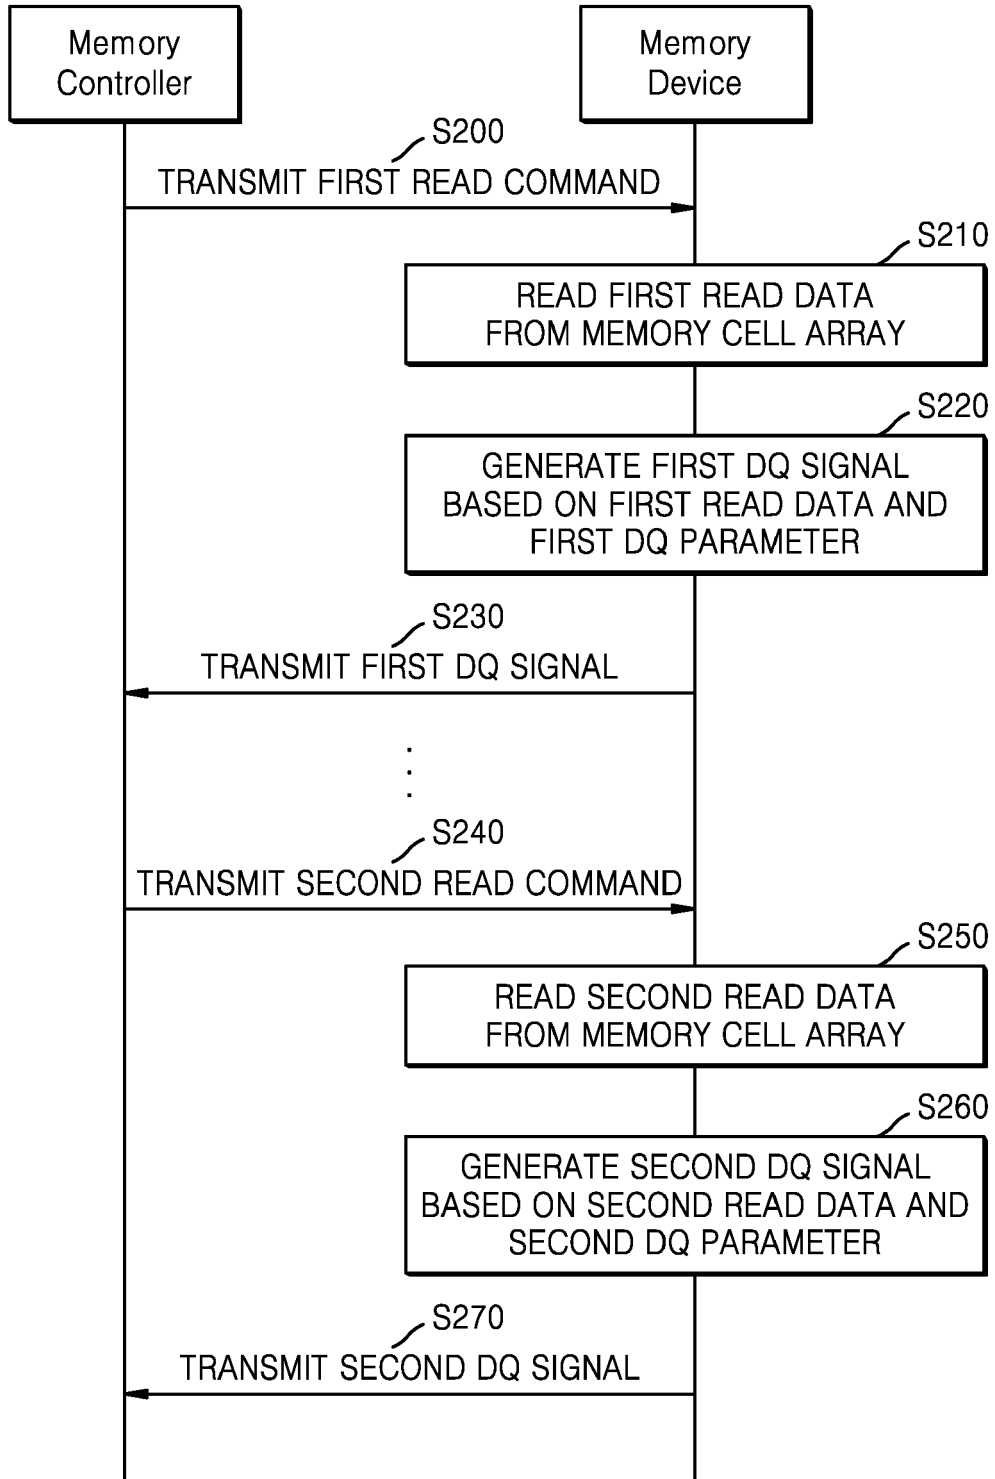 Memory
Controller
Memory
Device
S200
TRANSMIT FIRST READ COMMAND
S210
READ FIRST READ DATA
FROM MEMORY CELL ARRAY
S220
GENERATE FIRST DQ SIGNAL
BASED ON FIRST READ DATA AND
FIRST DQ PARAMETER
S230
TRANSMIT FIRST DQ SIGNAL
S240
TRANSMIT SECOND READ COMMAND
S250
READ SECOND READ DATA
FROM MEMORY CELL ARRAY
S260
GENERATE SECOND DQ SIGNAL
BASED ON SECOND READ DATA AND
SECOND DQ PARAMETER
S270
TRANSMIT SECOND DQ SIGNAL